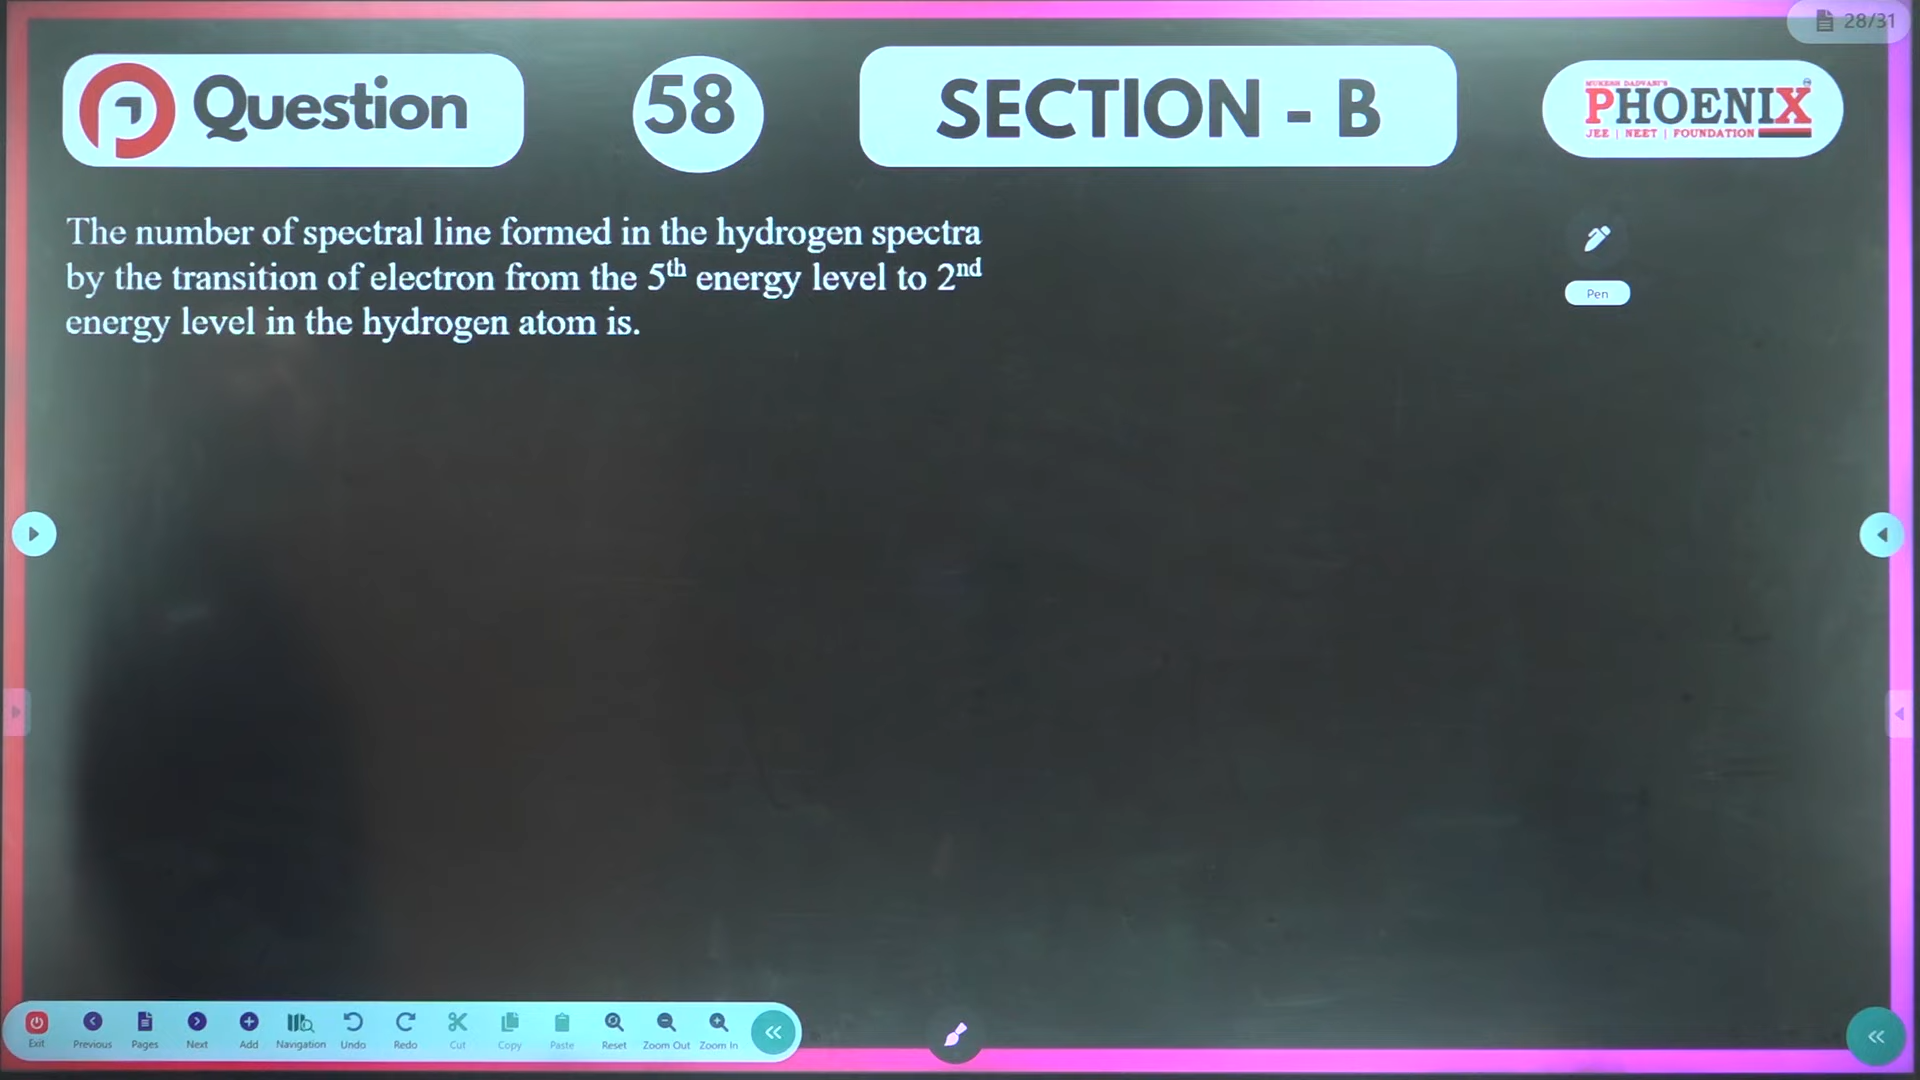 28/31
Question
58
SECTION - B
MUKESH DADWANI'S
PHOENIX
JEE | NEET | FOUNDATION
The number of spectral line formed in the hydrogen spectra
by the transition of electron from the 5th energy level to 2nd
energy level in the hydrogen atom is.
Pen
Exit
Previous
Pages
Next
Add
Navigation
Undo
Redo
Cut
Copy
Paste
Reset
Zoom Out
Zoom In